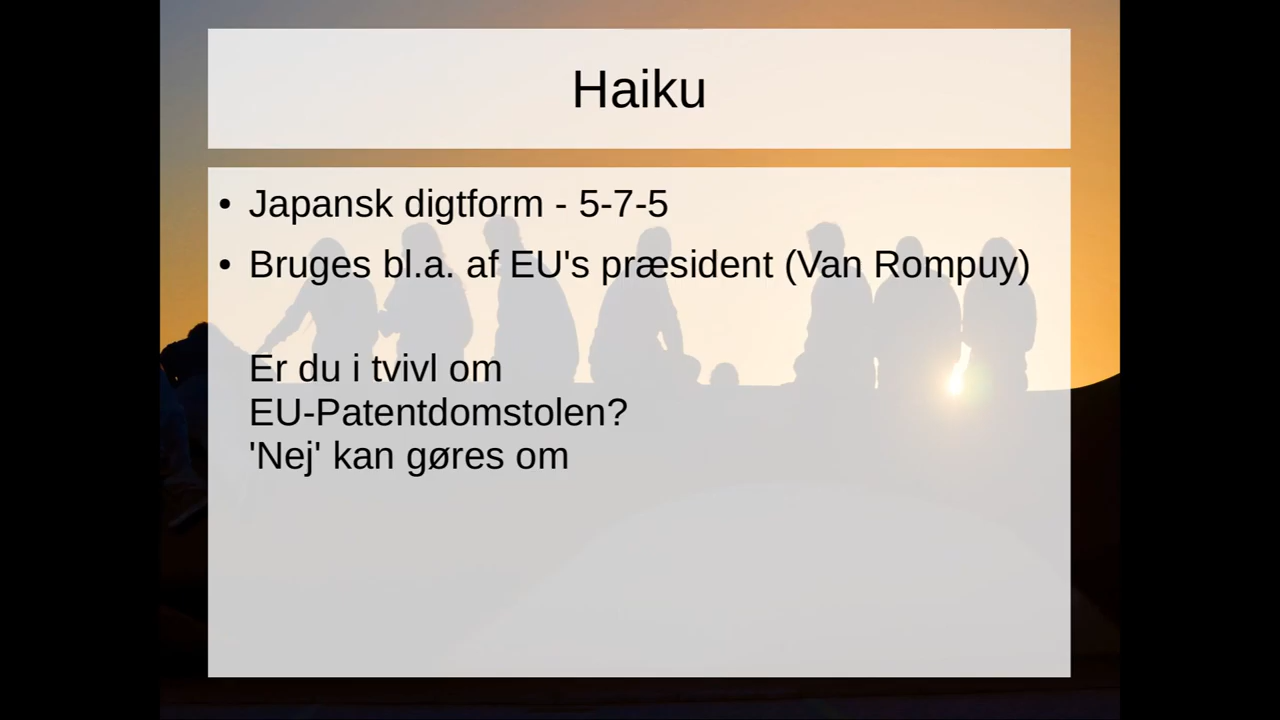 Haiku
• Japansk digtform - 5-7-5
• Bruges bl.a. af EU's præsident (Van Rompuy)
Er du i tvivl om
EU-Patentdomstolen?
'Nej' kan gøres om